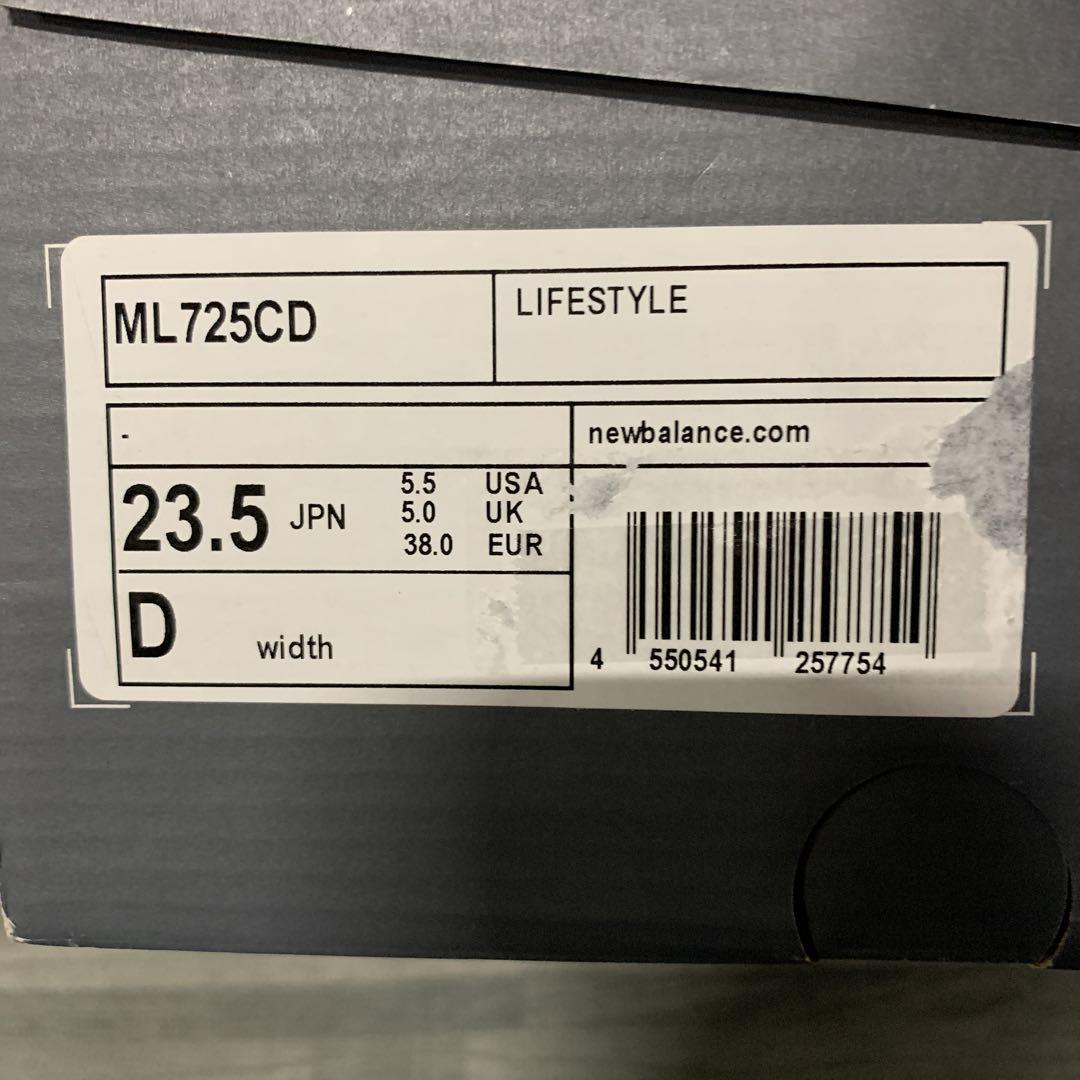 ML725CD
LIFESTYLE
-
newbalance.com
23.5 JPN
5.5 USA
5.0 UK
38.0 EUR
D width
4 550541 257754